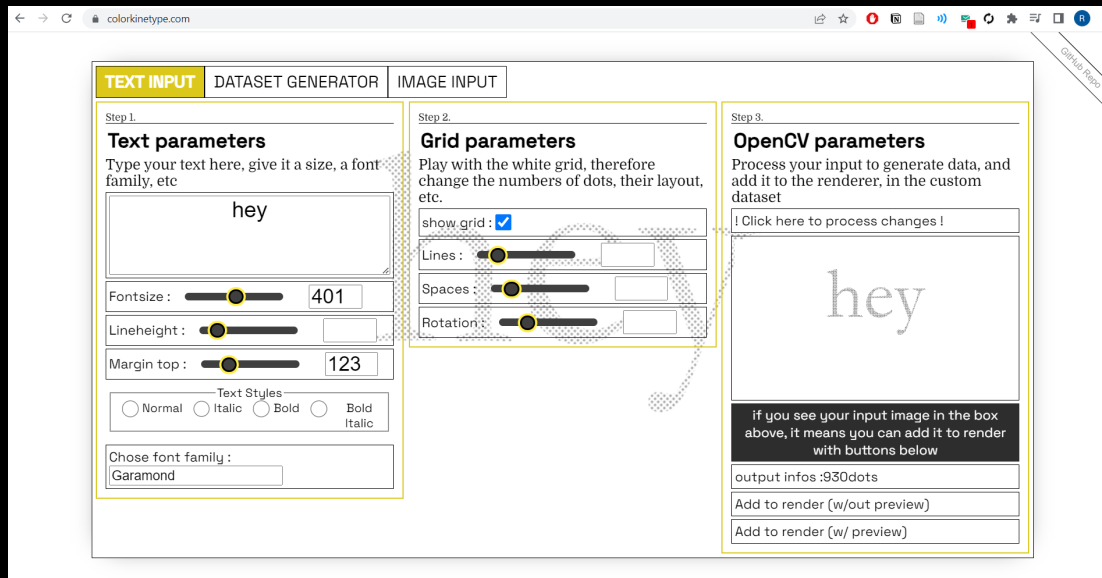 colorkinetype.com
R
GitHub Repo
TEXT INPUT
DATASET GENERATOR
IMAGE INPUT
Step 1.
Text parameters
Type your text here, give it a size, a font
family, etc
hey
Fontsize :
401
Lineheight :
Margin top :
123
Text Styles
Normal
Italic
Bold
Bold
Italic
Chose font family :
Garamond
Step 2.
Grid parameters
Play with the white grid, therefore
change the numbers of dots, their layout,
etc.
show grid :
Lines :
Spaces :
Rotation :
hey
Step 3.
OpenCV parameters
Process your input to generate data, and
add it to the renderer, in the custom
dataset
! Click here to process changes !
hey
if you see your input image in the box
above, it means you can add it to render
with buttons below
output infos :930dots
Add to render (w/out preview)
Add to render (w/ preview)